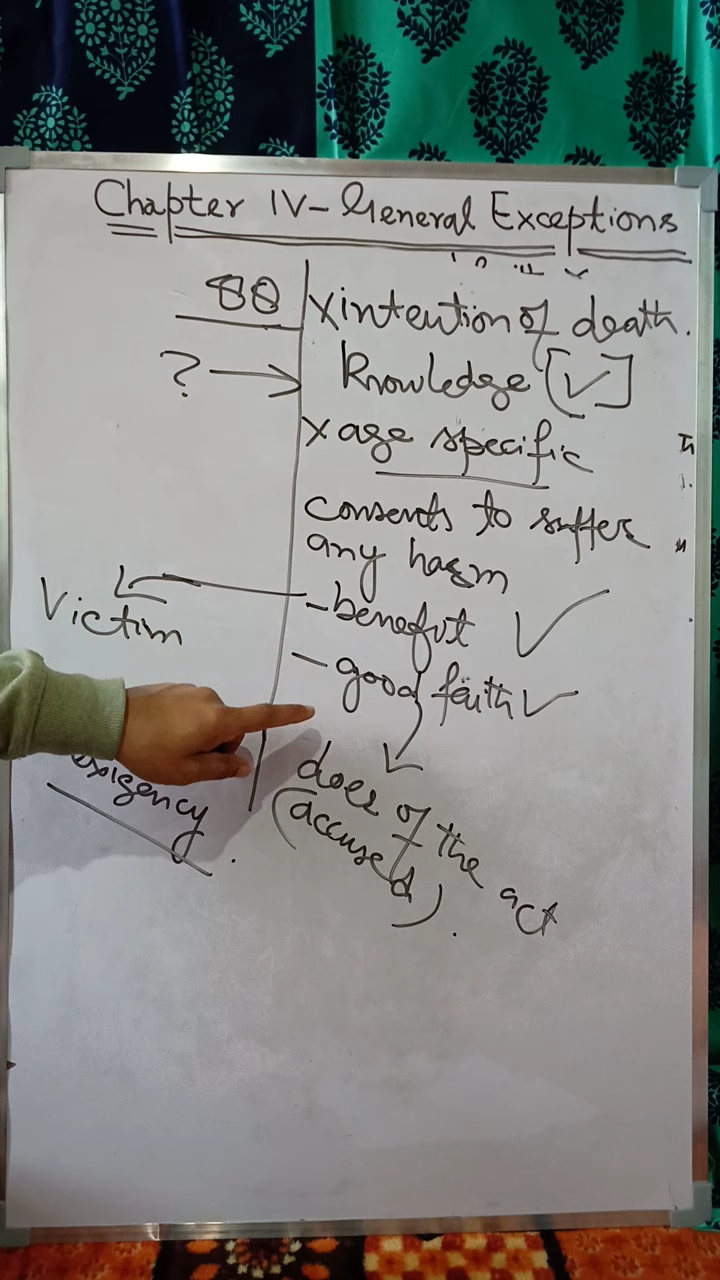 Chapter IV - General Exceptions
88
x intention of death.
? → knowledge [✓]
x age specific
consents to suffer
any harm
- benefit ✓
Victim
- good faith ✓
exigency.
doer of the act
(accused).